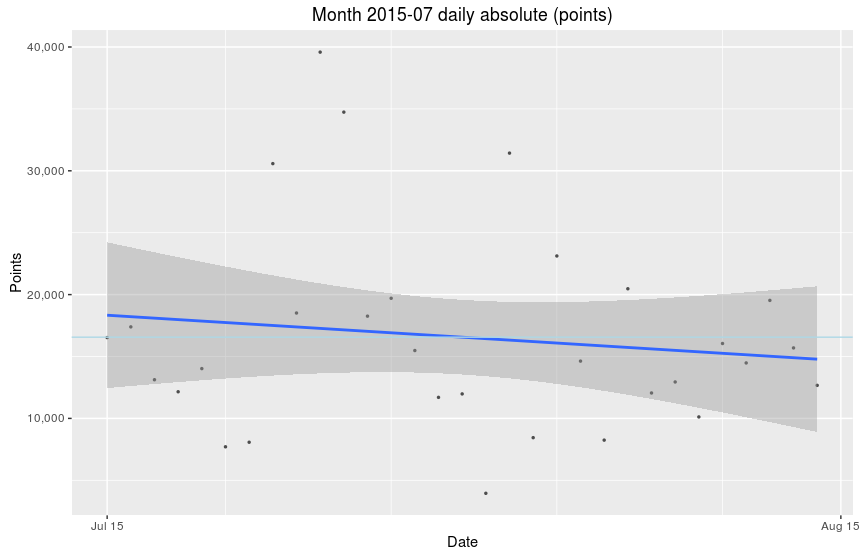 Month 2015-07 daily absolute (points)
40,000
30,000
20,000
10,000
Points
Jul 15
Aug 15
Date